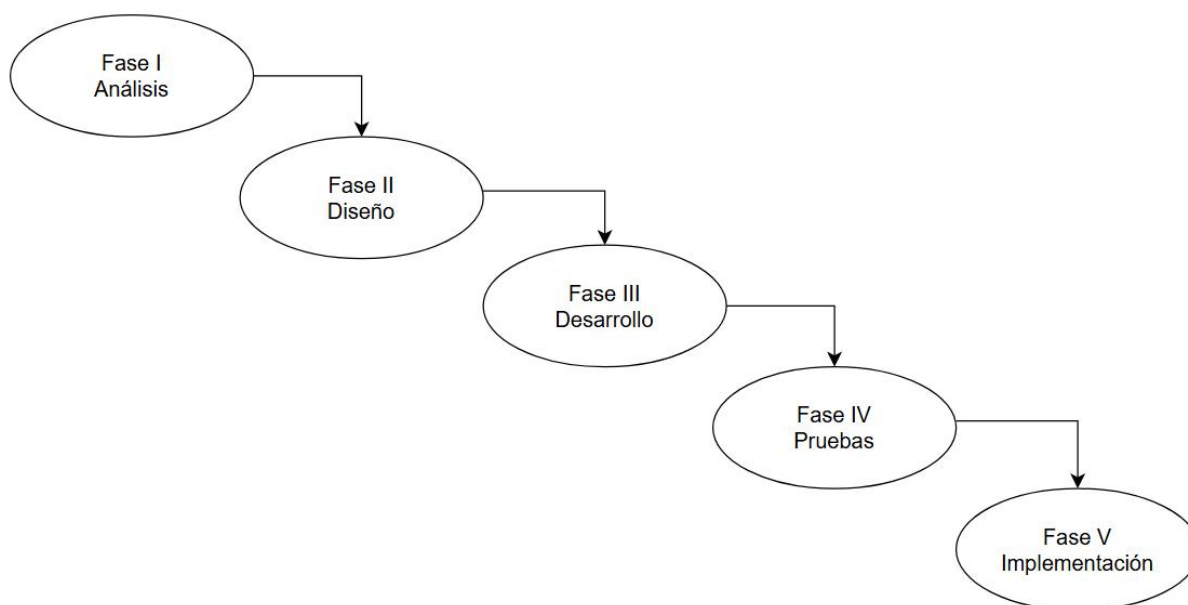 Fase I
Análisis
Fase II
Diseño
Fase III
Desarrollo
Fase IV
Pruebas
Fase V
Implementación